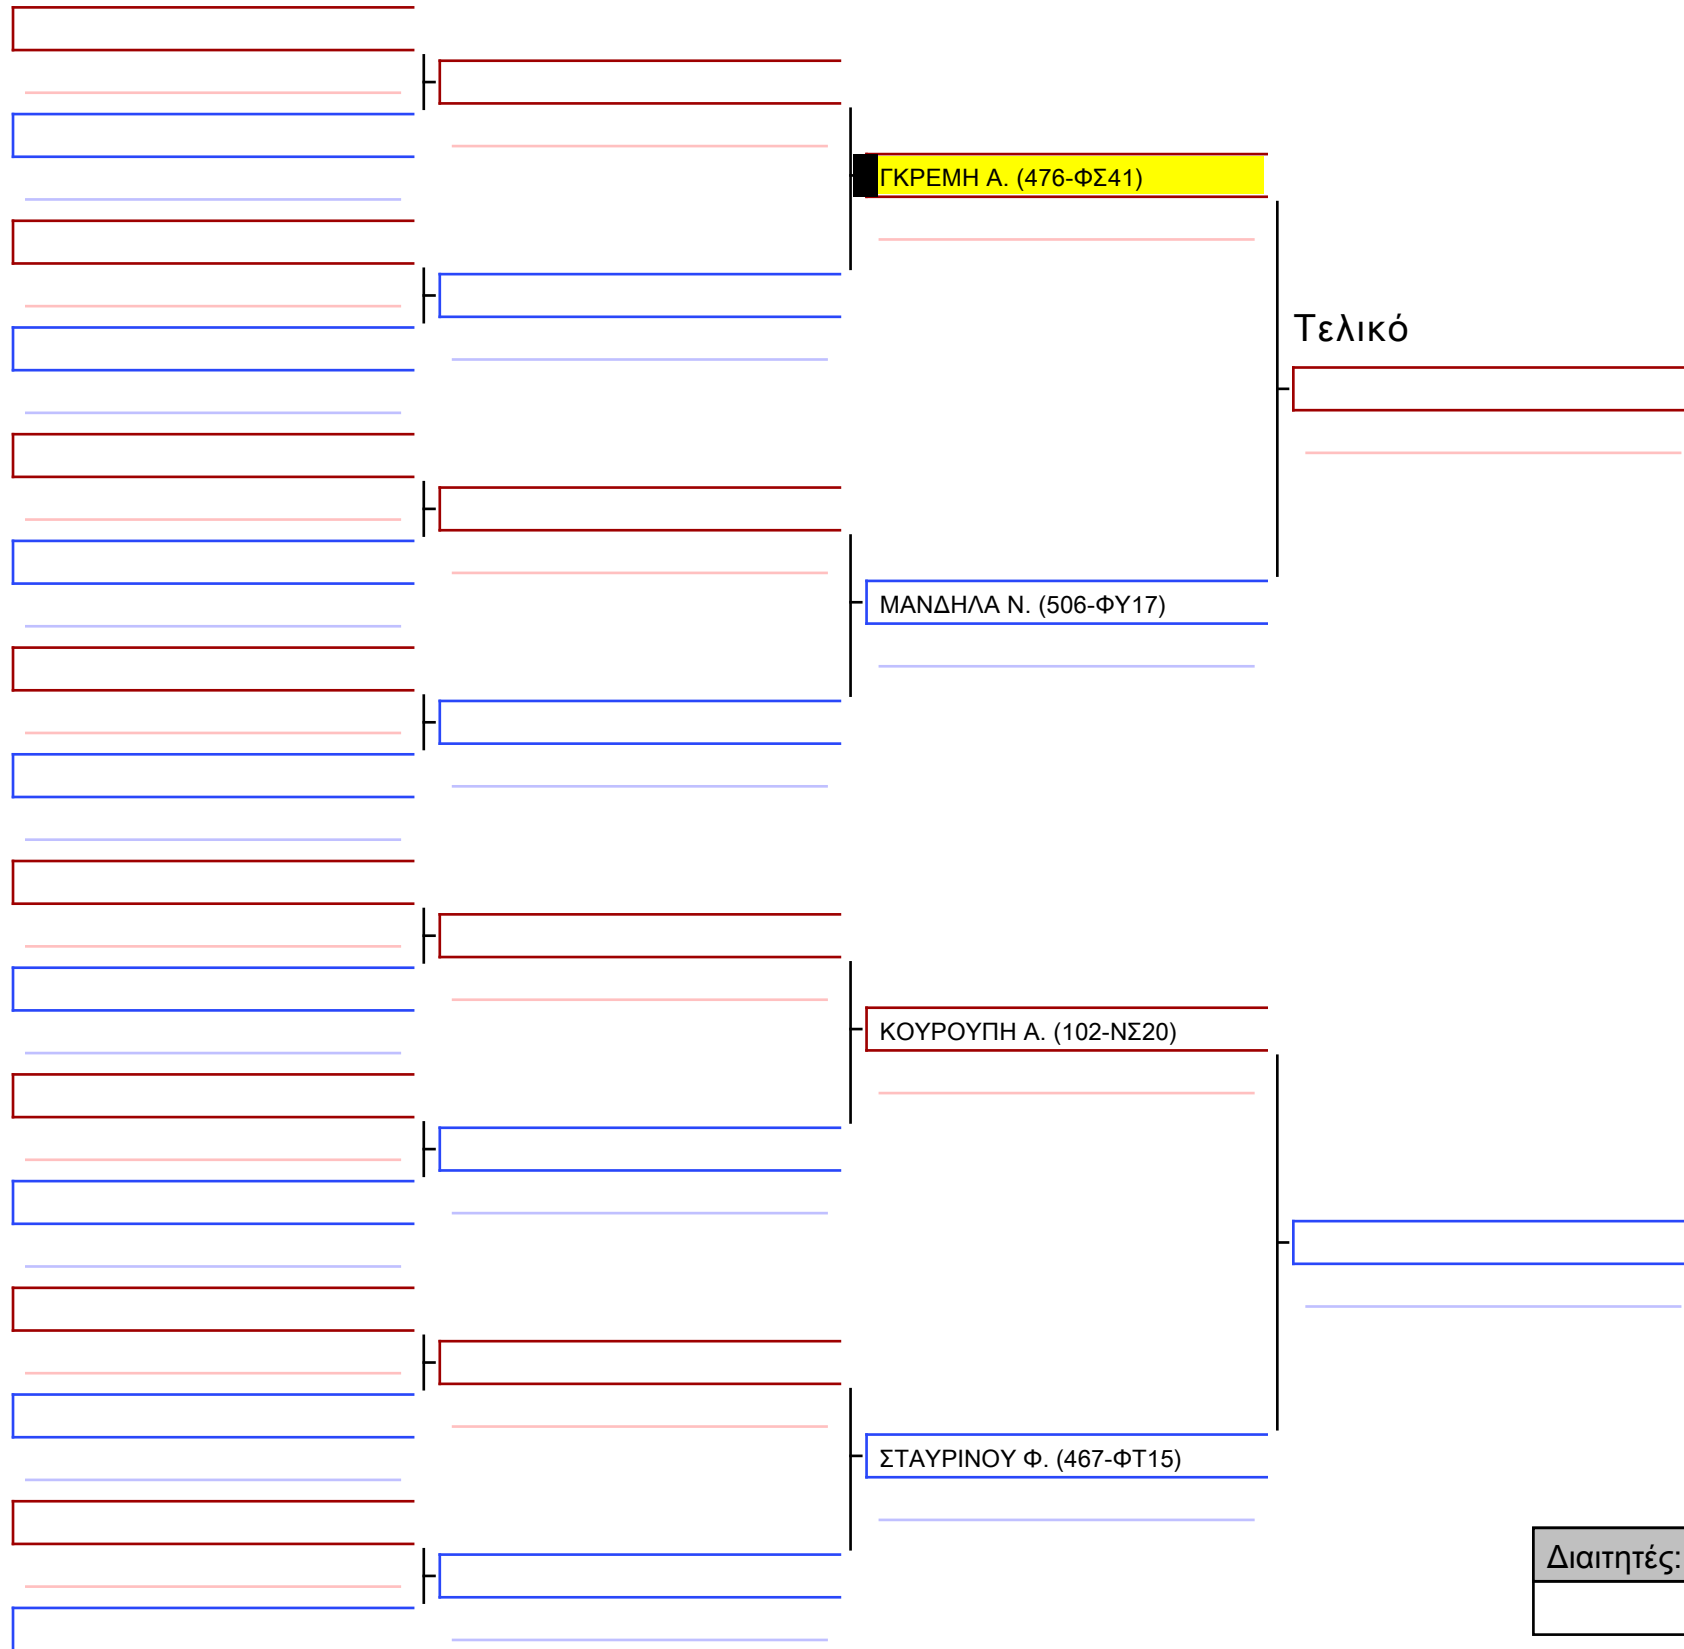 ΓΚΡΕΜΗ Α. (476-ΦΣ41)
Τελικό
ΜΑΝΔΗΛΑ Ν. (506-ΦΥ17)
ΚΟΥΡΟΥΠΗ Α. (102-ΝΣ20)
ΣΤΑΥΡΙΝΟΥ Φ. (467-ΦΤ15)
Διαιτητές: